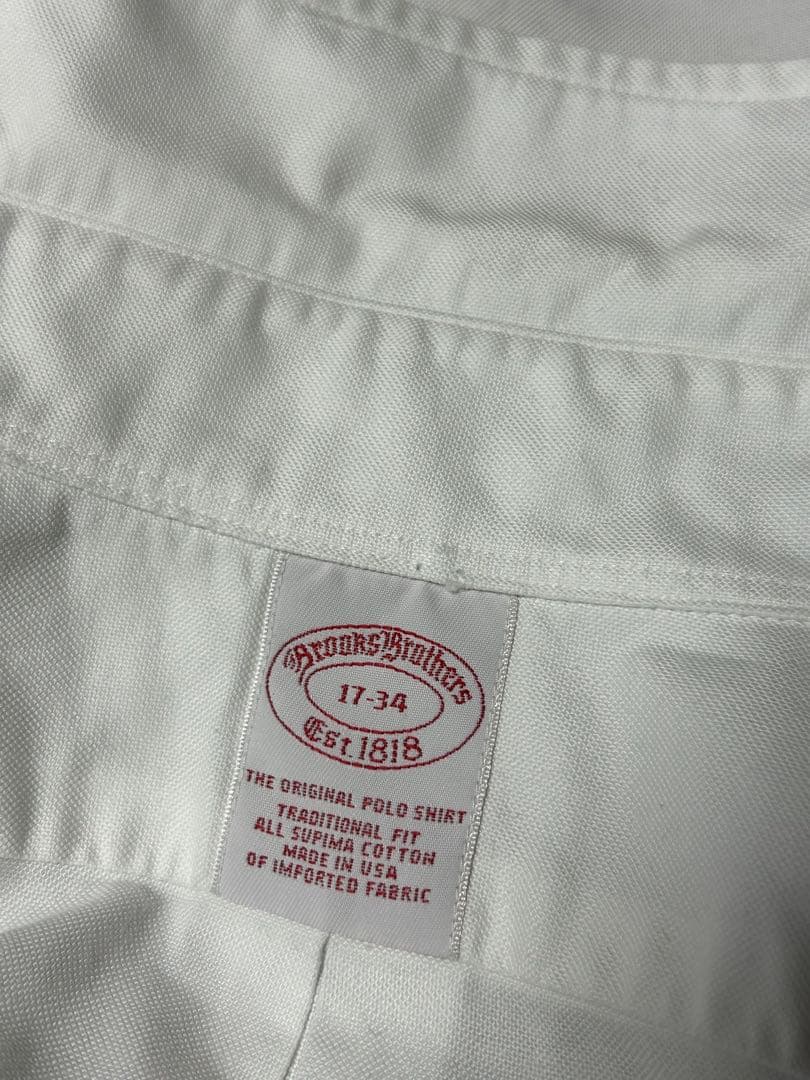 Brooks Brothers
17-34
Est.1818
THE ORIGINAL POLO SHIRT
TRADITIONAL FIT
ALL SUPIMA COTTON
MADE IN USA
OF IMPORTED FABRIC